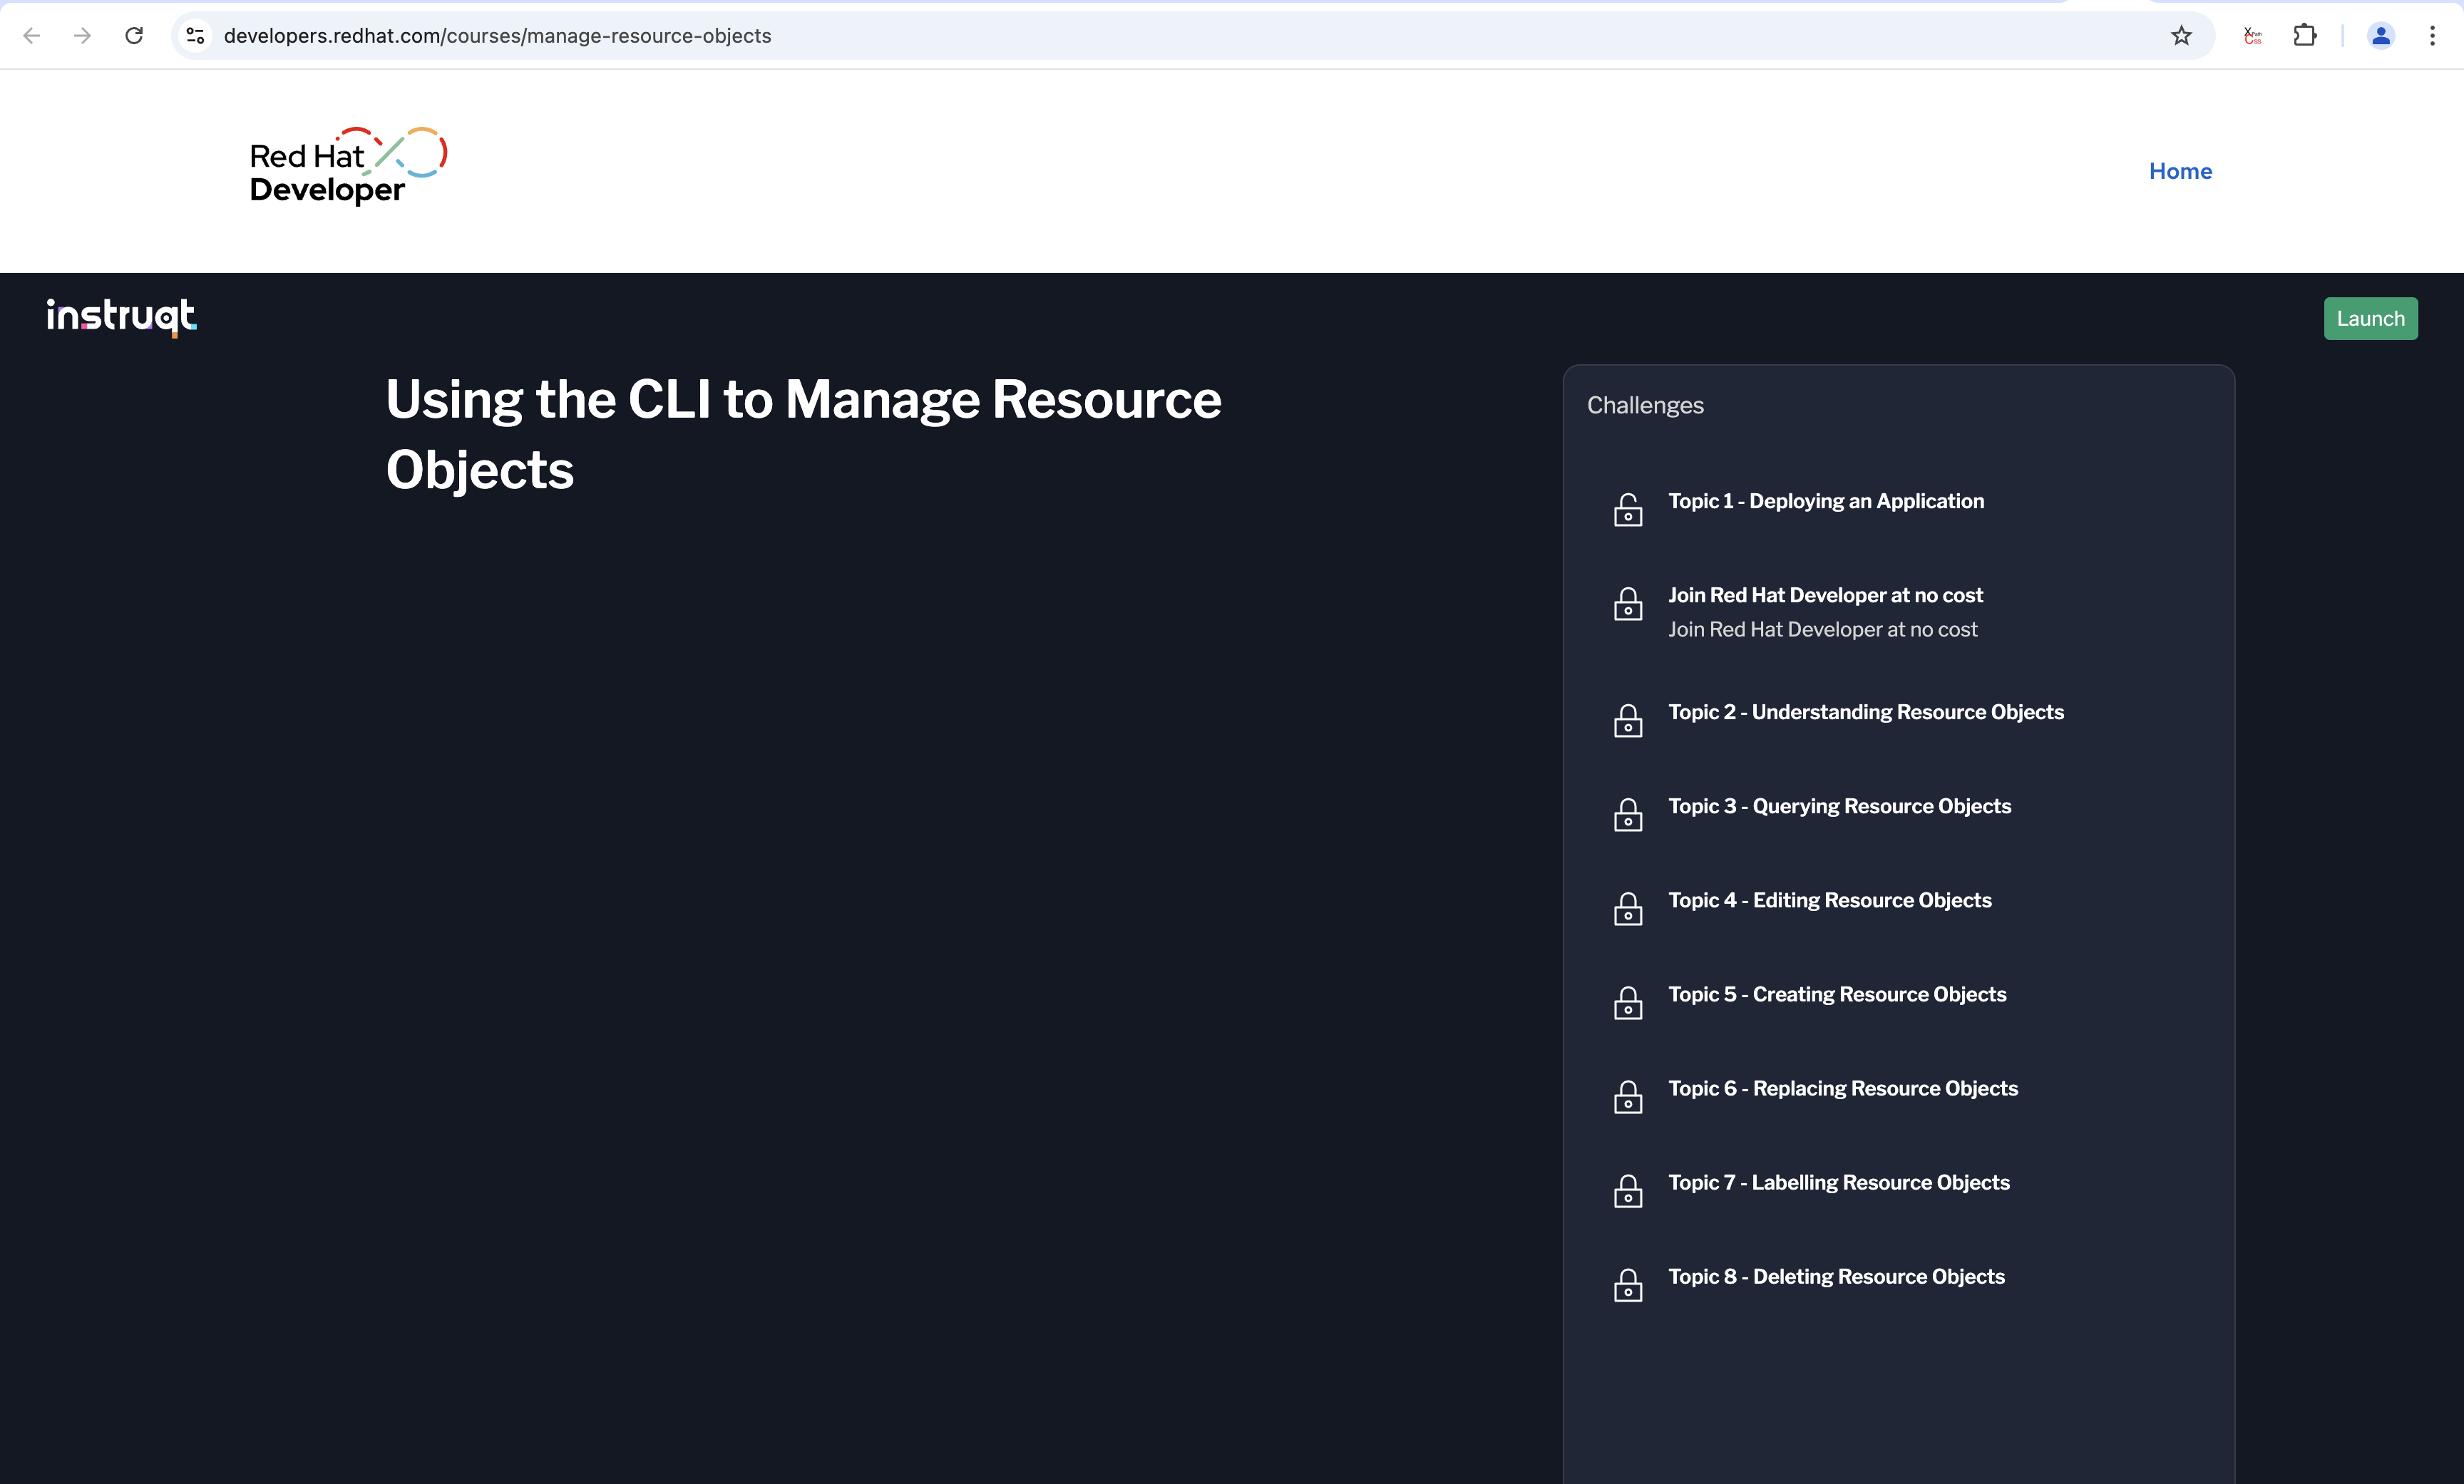 developers.redhat.com/courses/manage-resource-objects
XPath
Css
Red Hat
Developer
Home
instruqt
Launch
Using the CLI to Manage Resource
Objects
Challenges
Topic 1 - Deploying an Application
Join Red Hat Developer at no cost
Join Red Hat Developer at no cost
Topic 2 - Understanding Resource Objects
Topic 3 - Querying Resource Objects
Topic 4 - Editing Resource Objects
Topic 5 - Creating Resource Objects
Topic 6 - Replacing Resource Objects
Topic 7 - Labelling Resource Objects
Topic 8 - Deleting Resource Objects